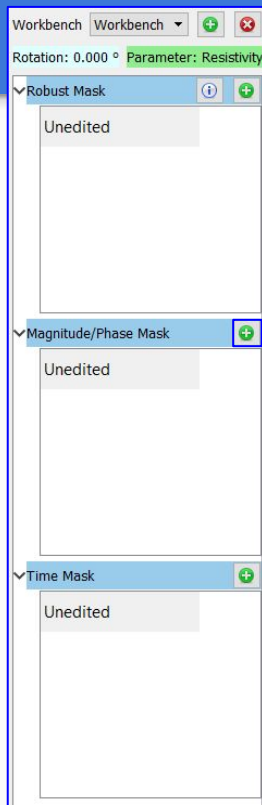 Workbench Workbench
Rotation: 0.000 º Parameter: Resistivity
Robust Mask
Unedited
Magnitude/Phase Mask
Unedited
Time Mask
Unedited